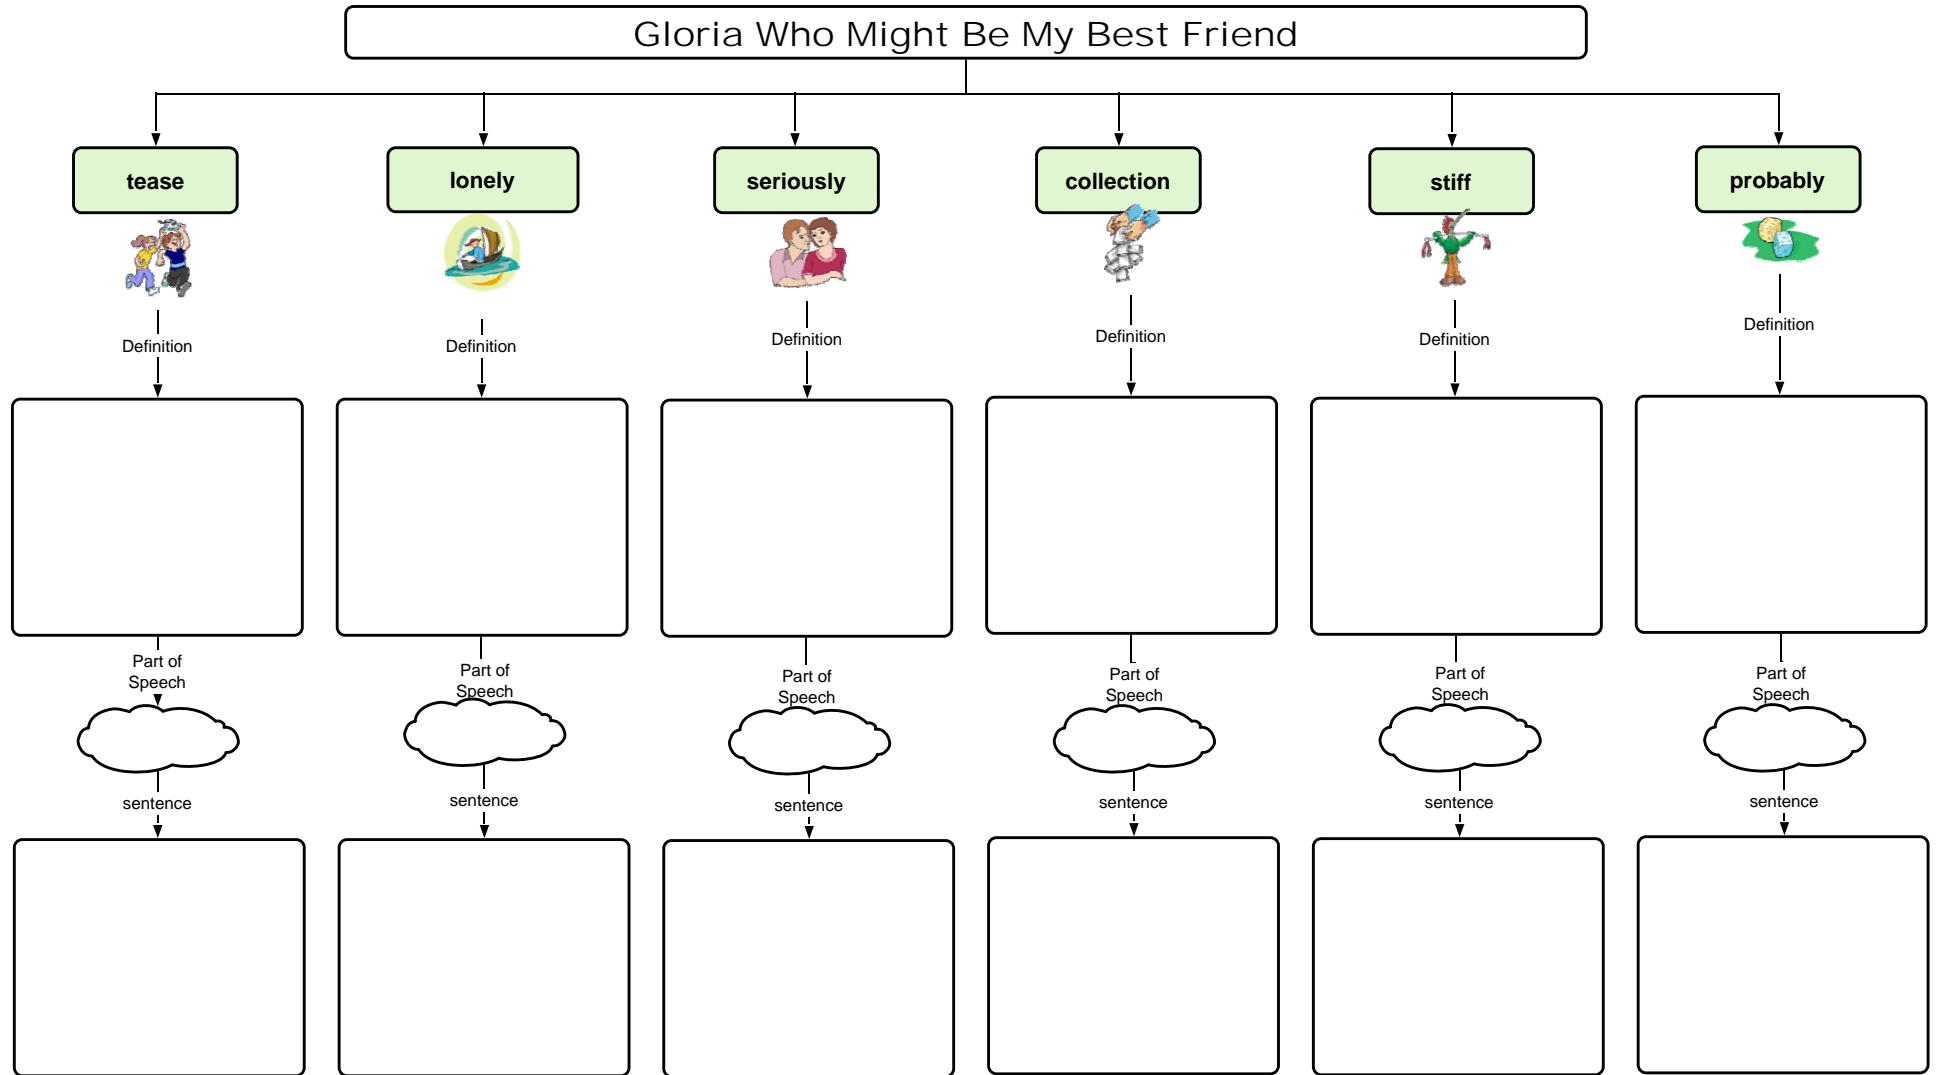 Gloria Who Might Be My Best Friend
tease
lonely
seriously
collection
stiff
probably
Definition
Definition
Definition
Definition
Definition
Definition
Part of
Speech
Part of
Speech
Part of
Speech
Part of
Speech
Part of
Speech
Part of
Speech
sentence
sentence
sentence
sentence
sentence
sentence